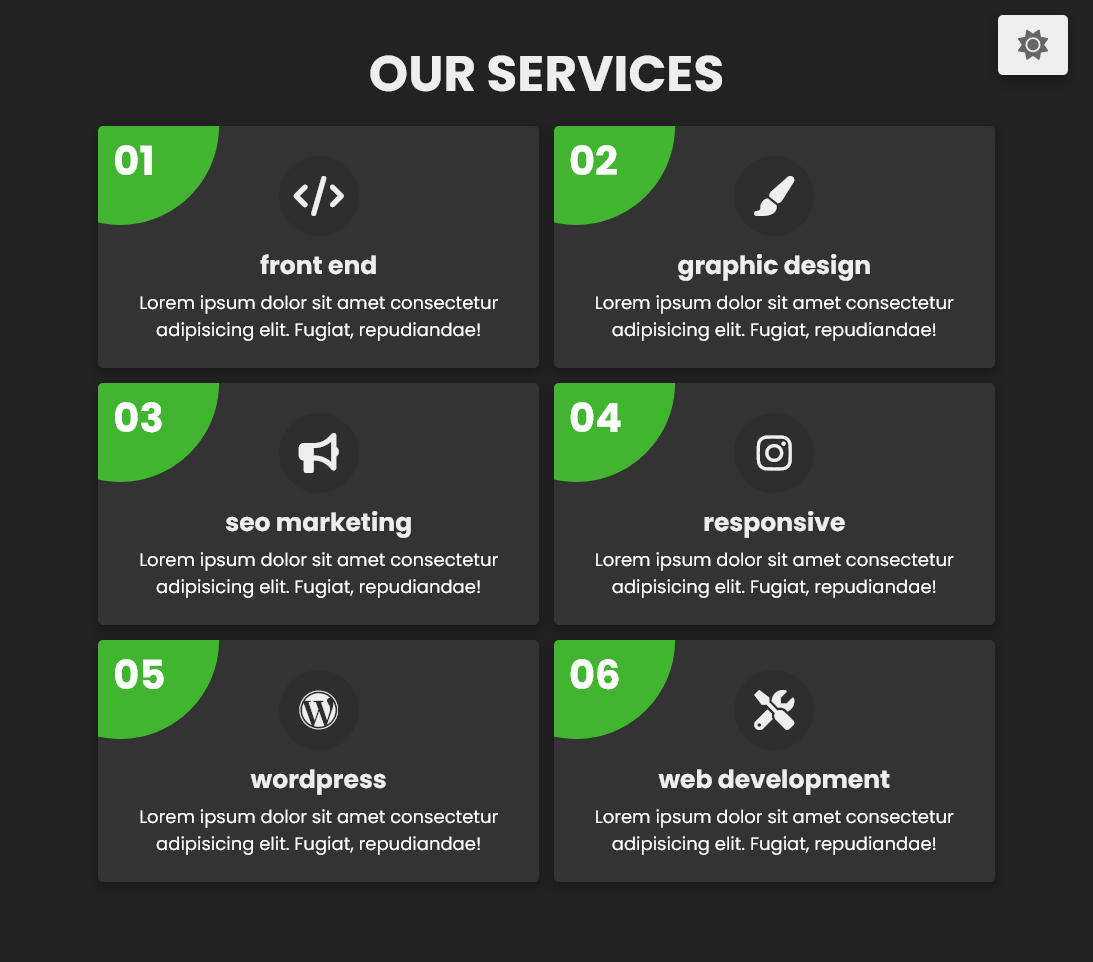 OUR SERVICES
01
front end
Lorem ipsum dolor sit amet consectetur
adipisicing elit. Fugiat, repudiandae!
02
graphic design
Lorem ipsum dolor sit amet consectetur
adipisicing elit. Fugiat, repudiandae!
03
seo marketing
Lorem ipsum dolor sit amet consectetur
adipisicing elit. Fugiat, repudiandae!
04
responsive
Lorem ipsum dolor sit amet consectetur
adipisicing elit. Fugiat, repudiandae!
05
wordpress
Lorem ipsum dolor sit amet consectetur
adipisicing elit. Fugiat, repudiandae!
06
web development
Lorem ipsum dolor sit amet consectetur
adipisicing elit. Fugiat, repudiandae!